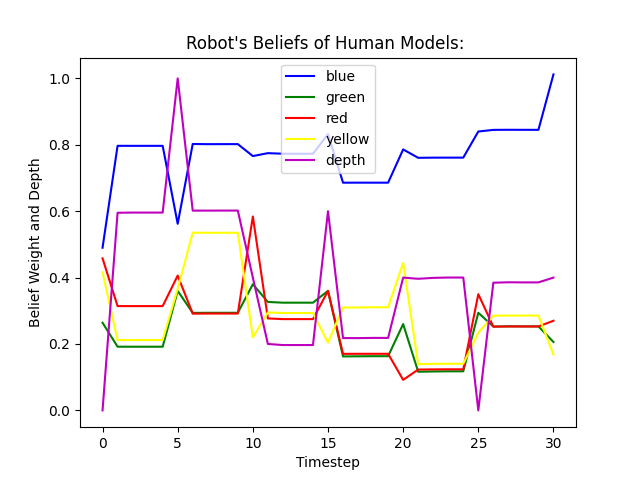 Robot's Beliefs of Human Models:
blue
green
red
yellow
depth
Belief Weight and Depth
1.0
0.8
0.6
0.4
0.2
0.0
0 5 10 15 20 25 30
Timestep